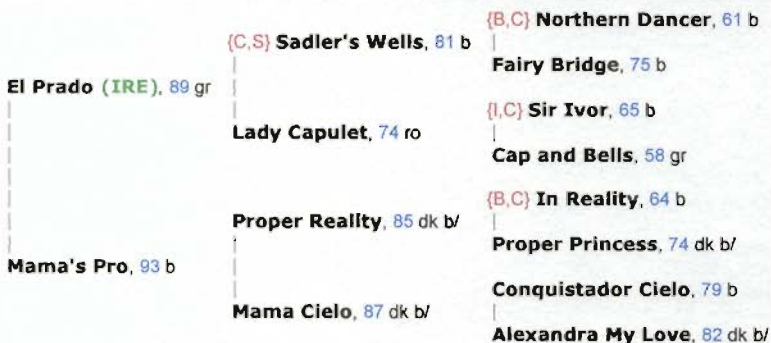 {B,C} Northern Dancer, 61 b
{C,S} Sadler's Wells, 81 b
Fairy Bridge, 75 b
El Prado (IRE), 89 gr
{I,C} Sir Ivor, 65 b
Lady Capulet, 74 ro
Cap and Bells, 58 gr
{B,C} In Reality, 64 b
Proper Reality, 85 dk b/
Proper Princess, 74 dk b/
Mama's Pro, 93 b
Conquistador Cielo, 79 b
Mama Cielo, 87 dk b/
Alexandra My Love, 82 dk b/